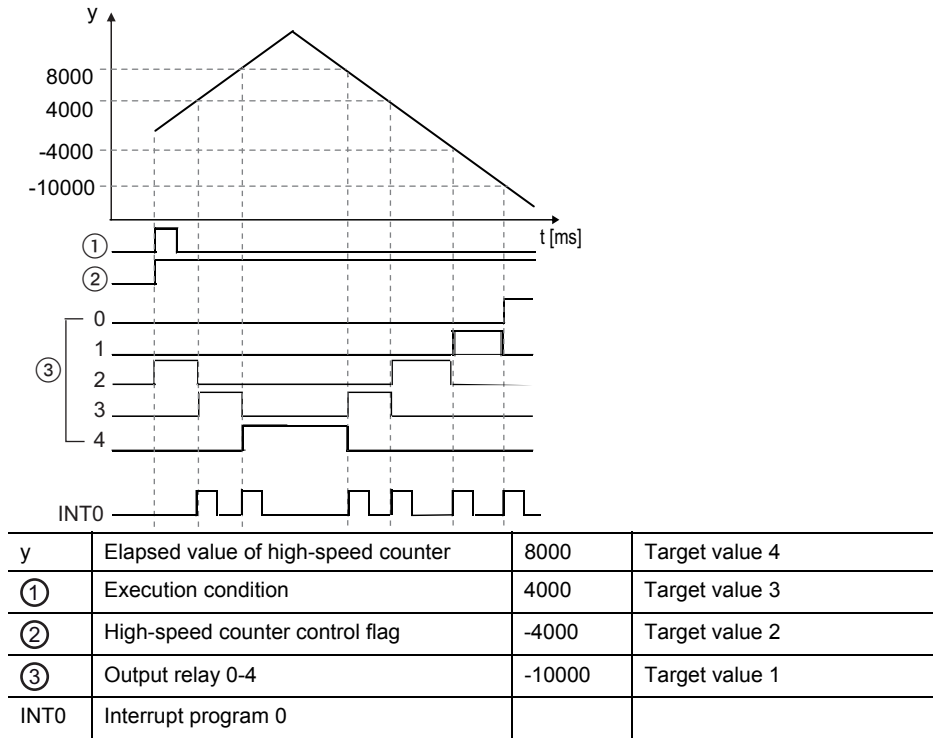 y
8000
4000
-4000
-10000
t [ms]
①
②
③
0
1
2
3
4
INT0
y Elapsed value of high-speed counter 8000 Target value 4
① Execution condition 4000 Target value 3
② High-speed counter control flag -4000 Target value 2
③ Output relay 0-4 -10000 Target value 1
INT0 Interrupt program 0